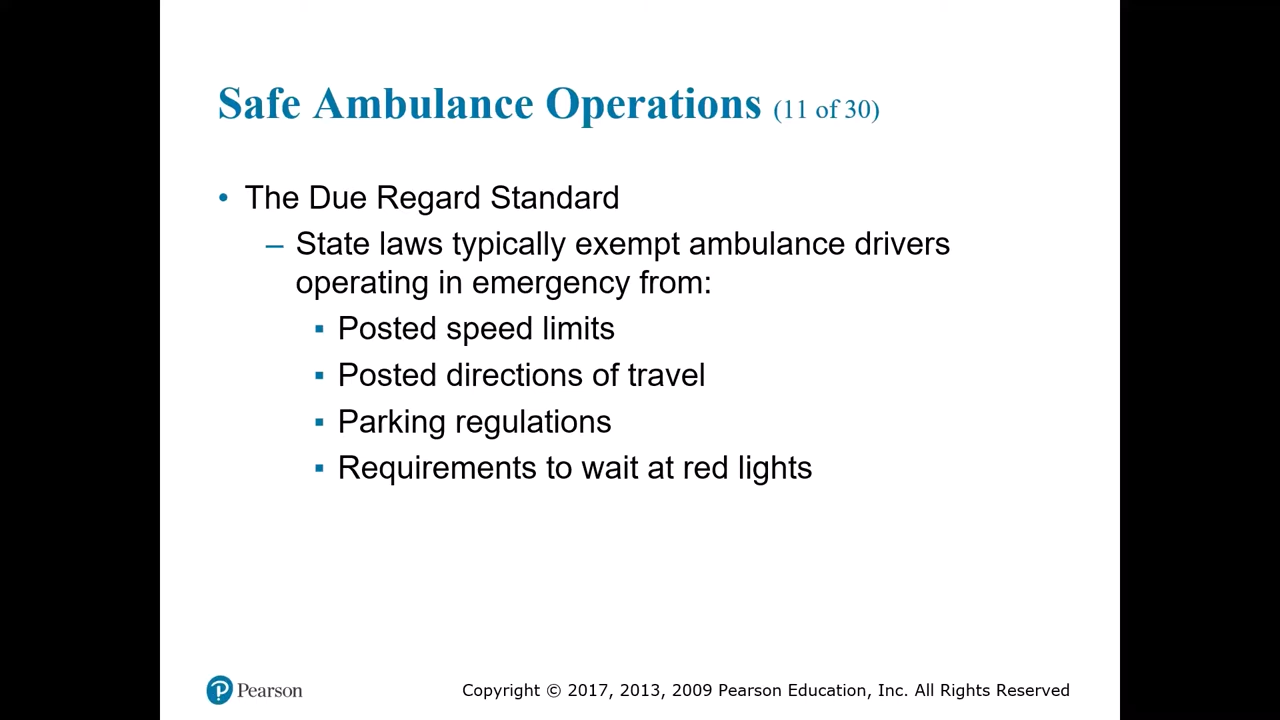 Safe Ambulance Operations (11 of 30)
• The Due Regard Standard
– State laws typically exempt ambulance drivers
operating in emergency from:
▪ Posted speed limits
▪ Posted directions of travel
▪ Parking regulations
▪ Requirements to wait at red lights
Pearson
Copyright © 2017, 2013, 2009 Pearson Education, Inc. All Rights Reserved